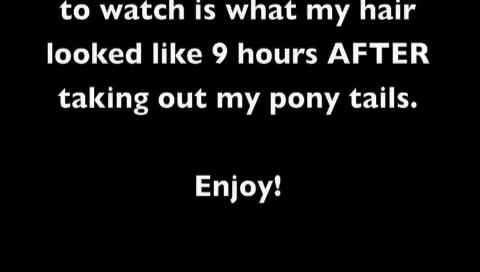 to watch is what my hair
looked like 9 hours AFTER
taking out my pony tails.
Enjoy!